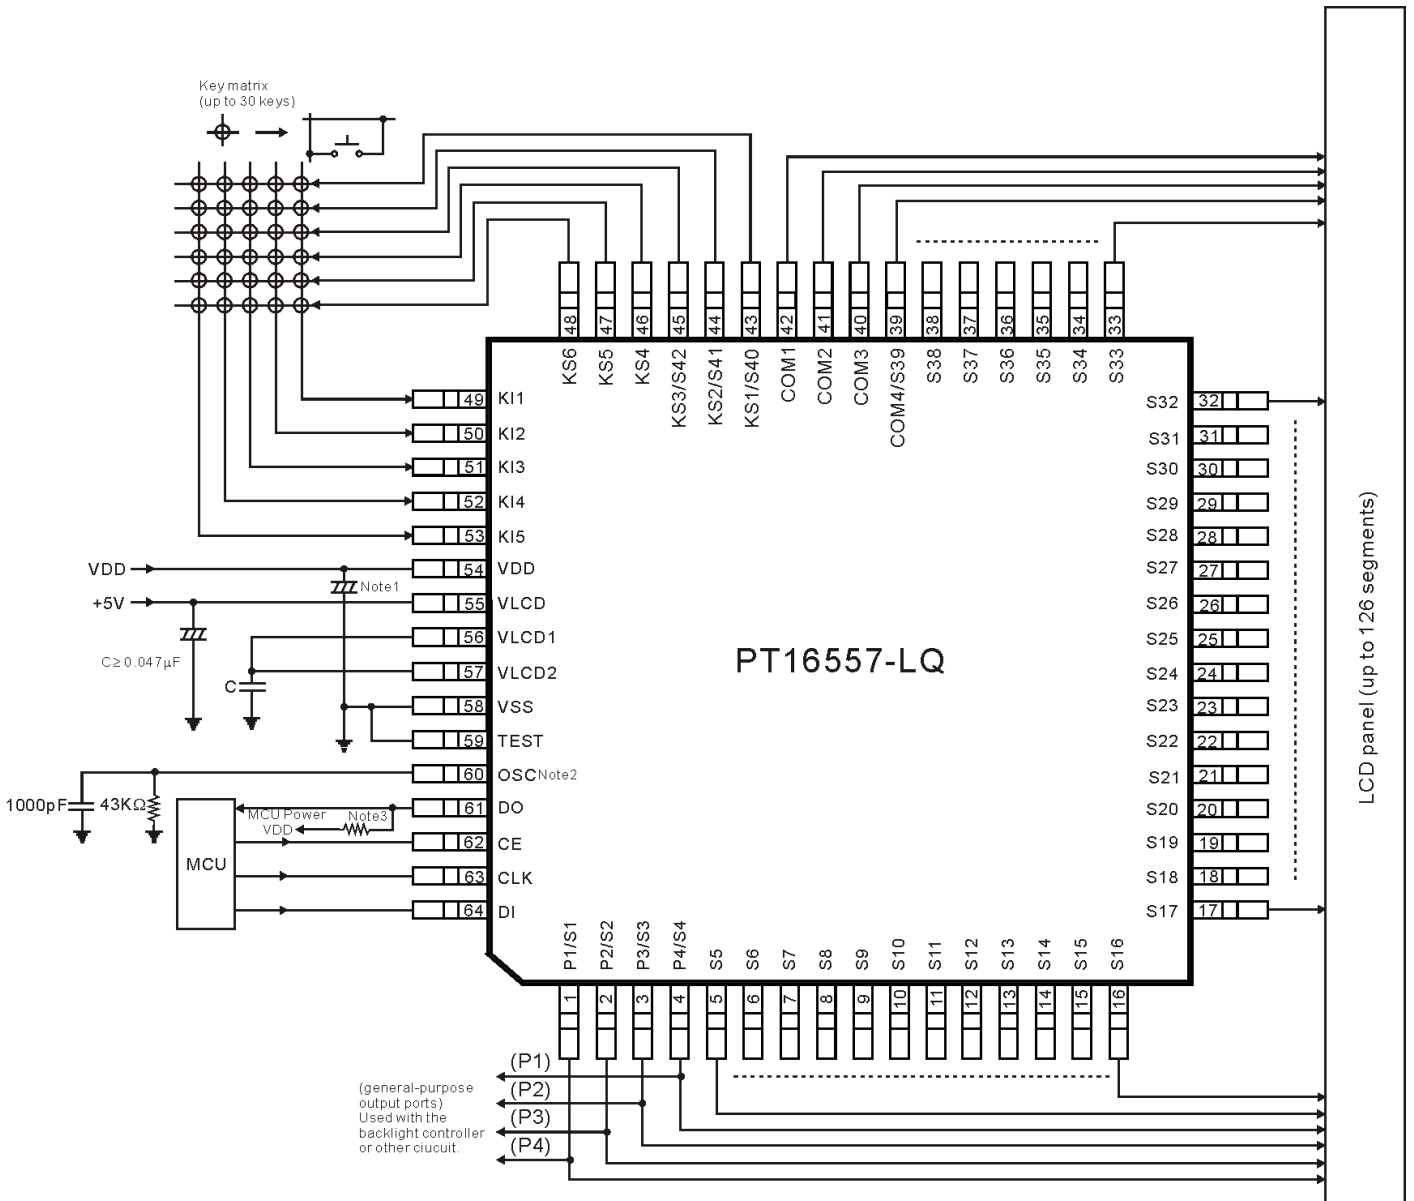 Key matrix
(up to 30 keys)
48
47
46
45
44
43
42
41
40
39
38
37
36
35
34
33
KS6
KS5
KS4
KS3/S42
KS2/S41
KS1/S40
COM1
COM2
COM3
COM4/S39
S38
S37
S36
S35
S34
S33
49 KI1
50 KI2
51 KI3
52 KI4
53 KI5
VDD 54 VDD
Note1
+5V 55 VLCD
56 VLCD1
C≥0.047μF
57 VLCD2
C
58 VSS
59 TEST
60 OSC Note2
1000pF 43KΩ
61 DO
MCU Power
VDD
Note3
62 CE
MCU
63 CLK
64 DI
PT16557-LQ
S32 32
S31 31
S30 30
S29 29
S28 28
S27 27
S26 26
S25 25
S24 24
S23 23
S22 22
S21 21
S20 20
S19 19
S18 18
S17 17
LCD panel (up to 126 segments)
P1/S1
P2/S2
P3/S3
P4/S4
S5
S6
S7
S8
S9
S10
S11
S12
S13
S14
S15
S16
1
2
3
4
5
6
7
8
9
10
11
12
13
14
15
16
(P1)
(P2)
(P3)
(P4)
(general-purpose
output ports)
Used with the
backlight controller
or other ciucuit.